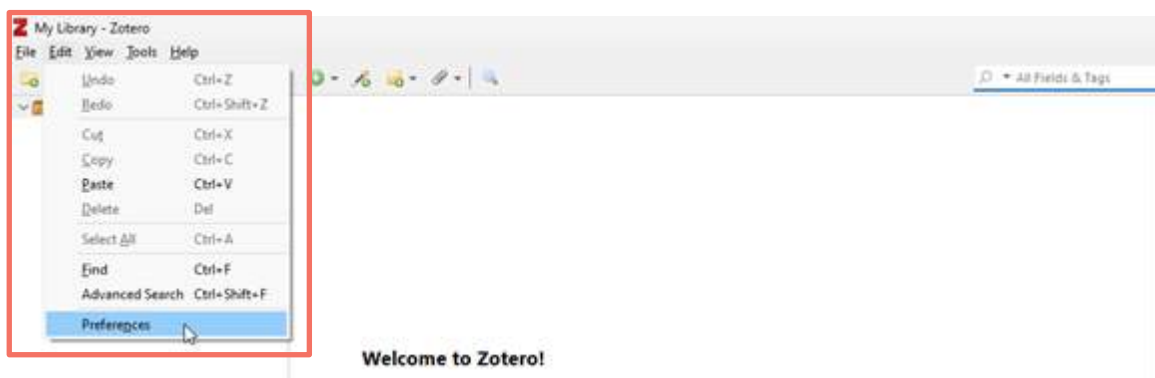 Z My Library - Zotero
File Edit View Tools Help
All Fields & Tags
Undo Ctrl+Z
Redo Ctrl+Shift+Z
Cut Ctrl+X
Copy Ctrl+C
Paste Ctrl+V
Delete Del
Select All Ctrl+A
Find Ctrl+F
Advanced Search Ctrl+Shift+F
Preferences
Welcome to Zotero!